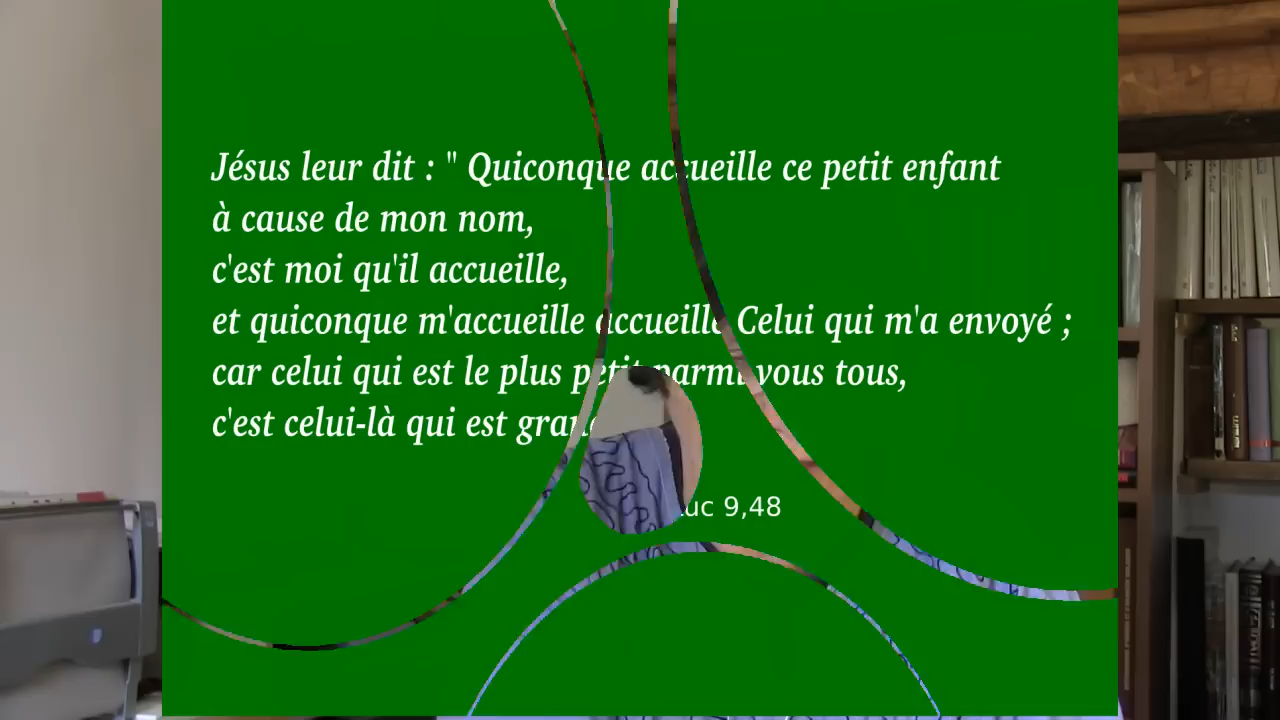 Jésus leur dit : " Quiconque accueille ce petit enfant
à cause de mon nom,
c'est moi qu'il accueille,
et quiconque m'accueille accueille Celui qui m'a envoyé ;
car celui qui est le plus petit parmi vous tous,
c'est celui-là qui est
9,48